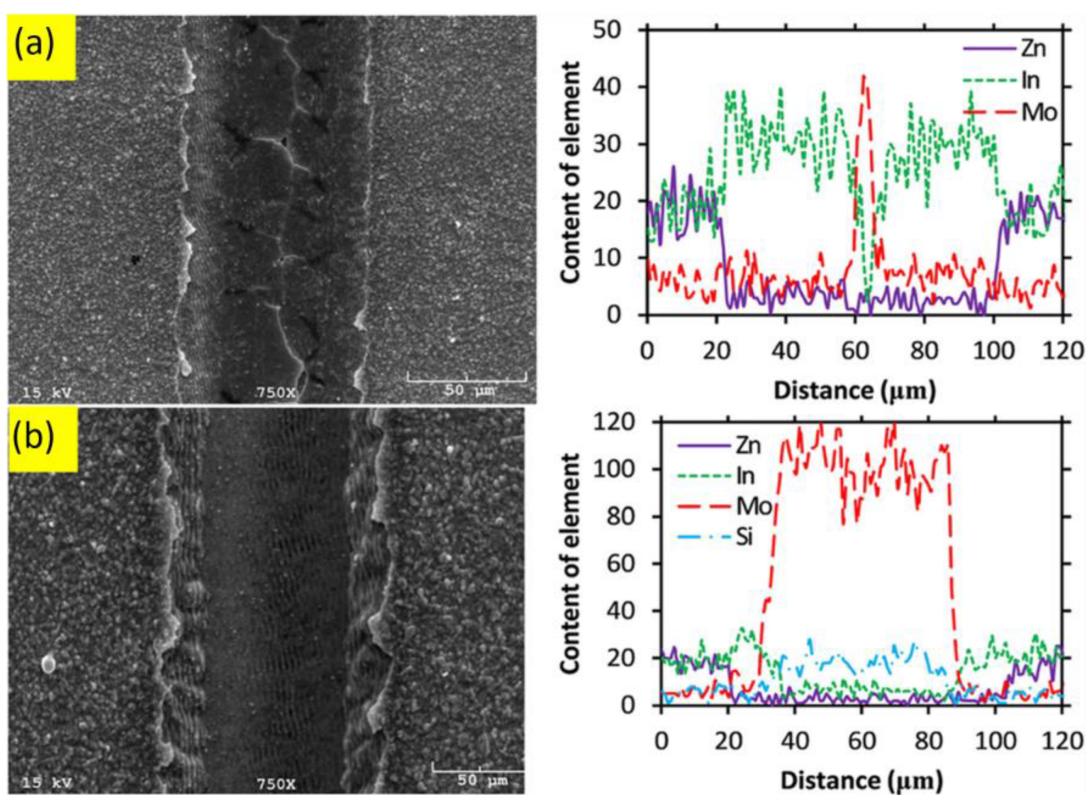 (a)
15 kV
750X
50 µm
Content of element
50
40
30
20
10
0
Zn
In
Mo
0 20 40 60 80 100 120
Distance (µm)
(b)
15 kV
750X
50 µm
Content of element
120
100
80
60
40
20
0
Zn
In
Mo
Si
0 20 40 60 80 100 120
Distance (µm)